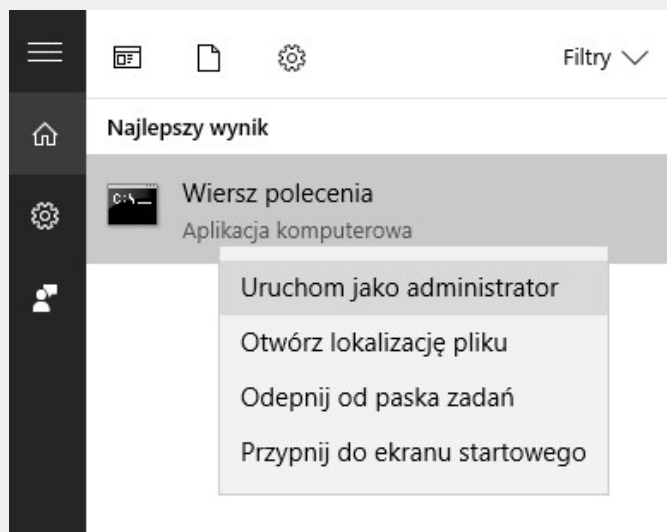 Filtry
Najlepszy wynik
Wiersz polecenia
Aplikacja komputerowa
Uruchom jako administrator
Otwórz lokalizację pliku
Odepnij od paska zadań
Przypnij do ekranu startowego